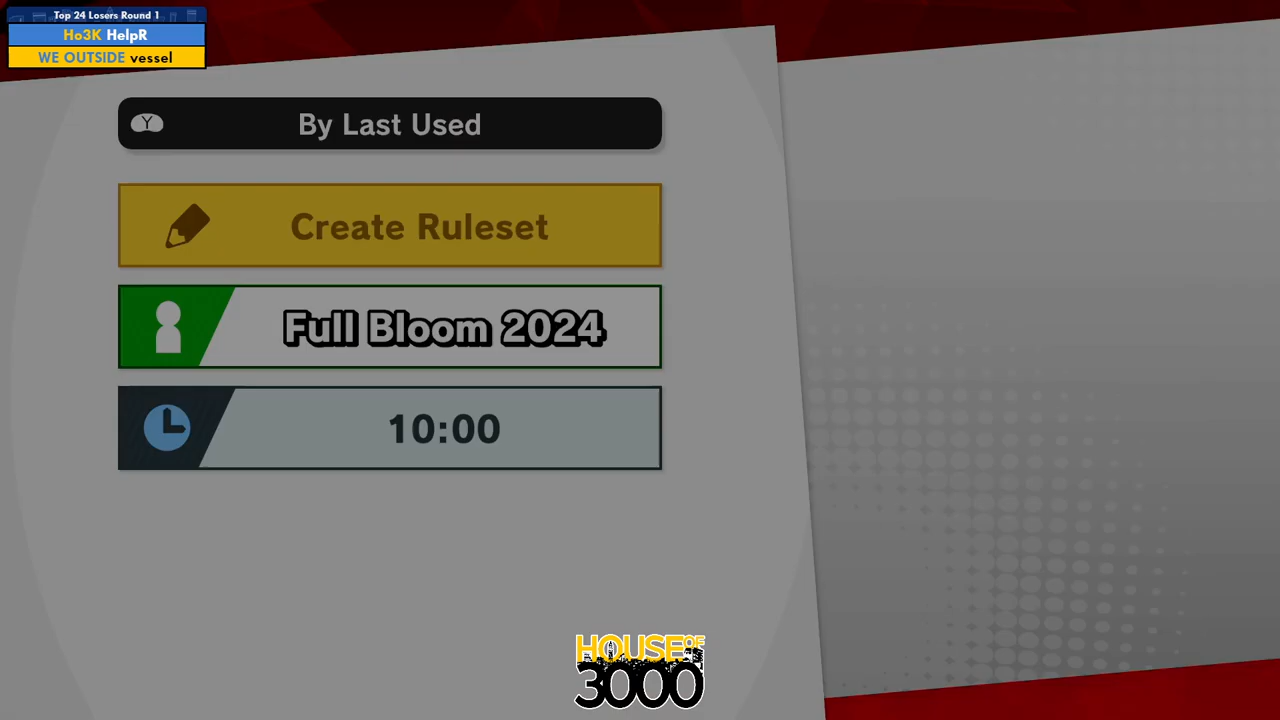 Top 24 Losers Round 1
Ho3K HelpR
WE OUTSIDE vessel
Y By Last Used
Create Ruleset
Full Bloom 2024
10:00
HOUSE OF
3000